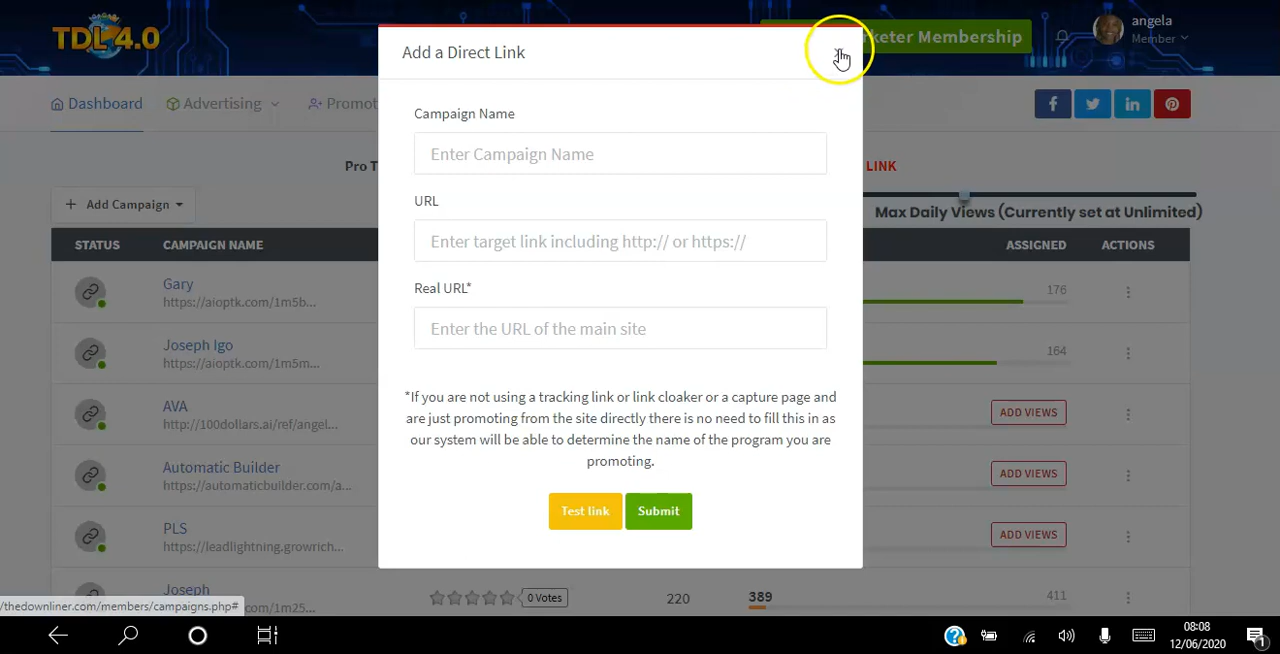 TDL 4.0
Add a Direct Link
keter Membership
angela
Member
Dashboard
Advertising
Promot
Campaign Name
Enter Campaign Name
Pro T
LINK
Add Campaign
URL
Max Daily Views (Currently set at Unlimited)
Enter target link including http:// or https://
STATUS
CAMPAIGN NAME
ASSIGNED
ACTIONS
Real URL*
Enter the URL of the main site
Gary
https://aioptk.com/1m5b...
176
Joseph Igo
https://aioptk.com/1m5m...
164
*If you are not using a tracking link or link cloaker or a capture page and
are just promoting from the site directly there is no need to fill this in as
our system will be able to determine the name of the program you are
promoting.
AVA
http://100dollars.ai/ref/angel...
ADD VIEWS
Automatic Builder
https://automaticbuilder.com/a...
ADD VIEWS
Test link
Submit
PLS
https://leadlightning.growrich...
ADD VIEWS
Joseph
.com/1m25...
0 Votes
220
389
411
/thedownliner.com/members/campaigns.php#
08:08
12/06/2020
1